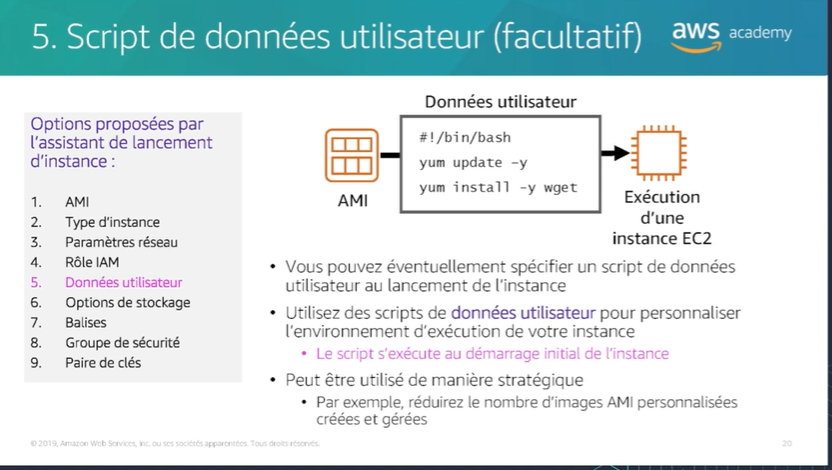 5. Script de données utilisateur (facultatif)
aws academy
Options proposées par
l'assistant de lancement
d'instance :
1. AMI
2. Type d'instance
3. Paramètres réseau
4. Rôle IAM
5. Données utilisateur
6. Options de stockage
7. Balises
8. Groupe de sécurité
9. Paire de clés
Données utilisateur
#!/bin/bash
yum update -y
yum install -y wget
AMI
Exécution
d'une
instance EC2
• Vous pouvez éventuellement spécifier un script de données
utilisateur au lancement de l'instance
• Utilisez des scripts de données utilisateur pour personnaliser
l'environnement d'exécution de votre instance
• Le script s'exécute au démarrage initial de l'instance
• Peut être utilisé de manière stratégique
• Par exemple, réduirez le nombre d'images AMI personnalisées
créées et gérées
© 2019, Amazon Web Services, Inc. ou ses sociétés apparentées. Tous droits réservés.
20